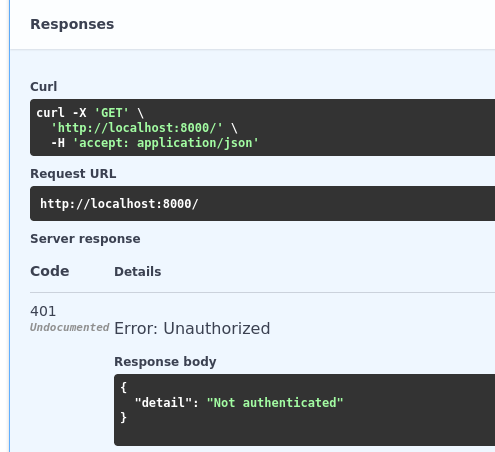 Responses
Curl
curl -X 'GET' \
  'http://localhost:8000/' \
  -H 'accept: application/json'
Request URL
http://localhost:8000/
Server response
Code Details
401
Undocumented Error: Unauthorized
Response body
{
  "detail": "Not authenticated"
}